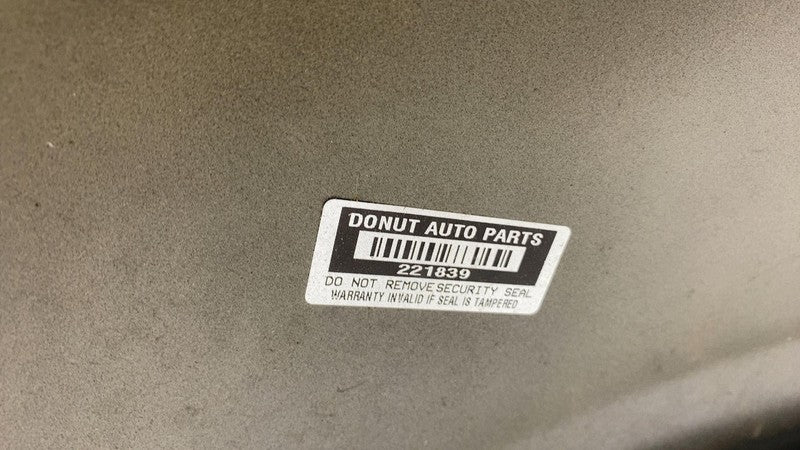 DONUT AUTO PARTS
221839
DO NOT REMOVE SECURITY SEAL
WARRANTY INVALID IF SEAL IS TAMPERED